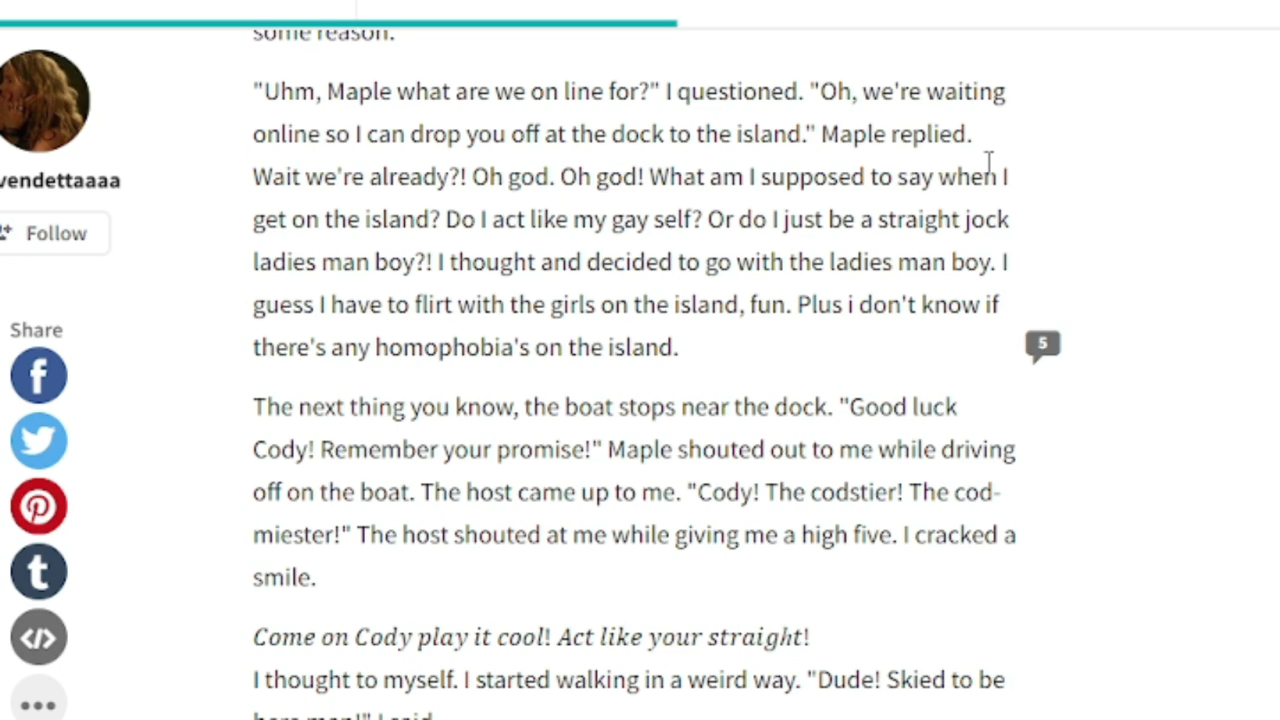 some reason.
"Uhm, Maple what are we on line for?" I questioned. "Oh, we're waiting
online so I can drop you off at the dock to the island." Maple replied.
Wait we're already?! Oh god. Oh god! What am I supposed to say when I
get on the island? Do I act like my gay self? Or do I just be a straight jock
ladies man boy?! I thought and decided to go with the ladies man boy. I
guess I have to flirt with the girls on the island, fun. Plus i don't know if
there's any homophobia's on the island.
5
The next thing you know, the boat stops near the dock. "Good luck
Cody! Remember your promise!" Maple shouted out to me while driving
off on the boat. The host came up to me. "Cody! The codstier! The cod-
miester!" The host shouted at me while giving me a high five. I cracked a
smile.
Come on Cody play it cool! Act like your straight!
I thought to myself. I started walking in a weird way. "Dude! Skied to be
here man!" I said.
vendettaaaa
Follow
Share